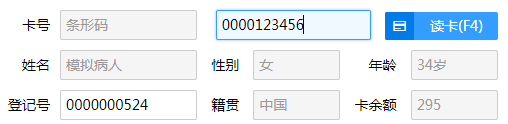 卡号 条形码 0000123456 读卡(F4)
姓名 模拟病人 性别 女 年龄 34岁
登记号 0000000524 籍贯 中国 卡余额 295